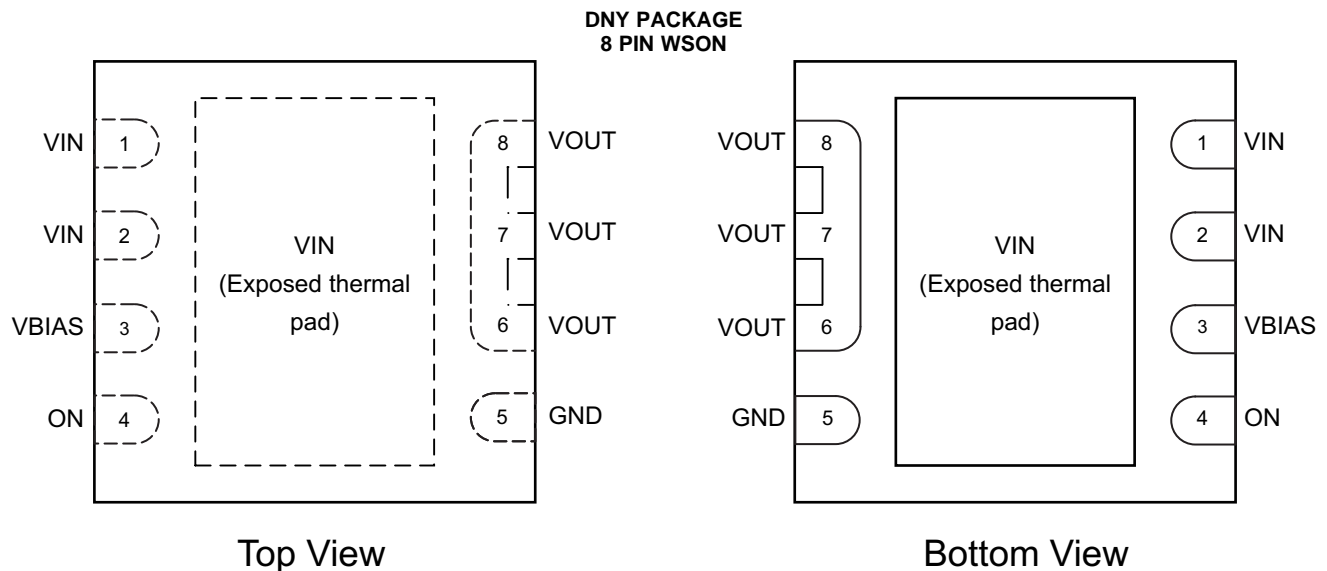 DNY PACKAGE
8 PIN WSON
VIN 1
8 VOUT
VIN 2
7 VOUT
VBIAS 3
6 VOUT
ON 4
5 GND
VIN
(Exposed thermal
pad)
Top View
VOUT 8
1 VIN
VOUT 7
2 VIN
VOUT 6
3 VBIAS
GND 5
4 ON
VIN
(Exposed thermal
pad)
Bottom View